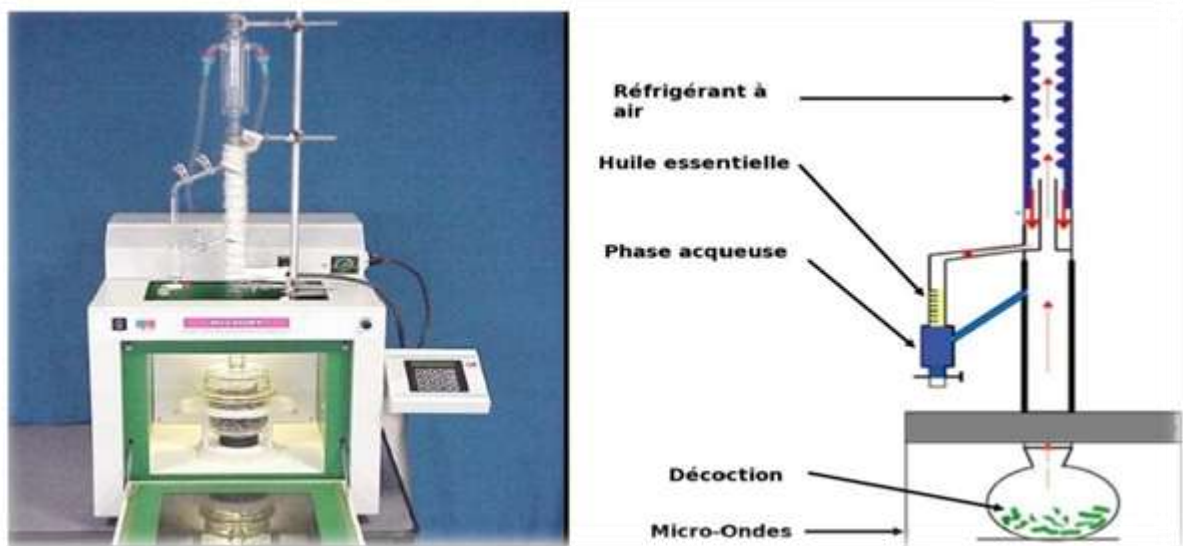 Réfrigérant à
air
Huile essentielle
Phase acqueuse
Décoction
Micro-Ondes